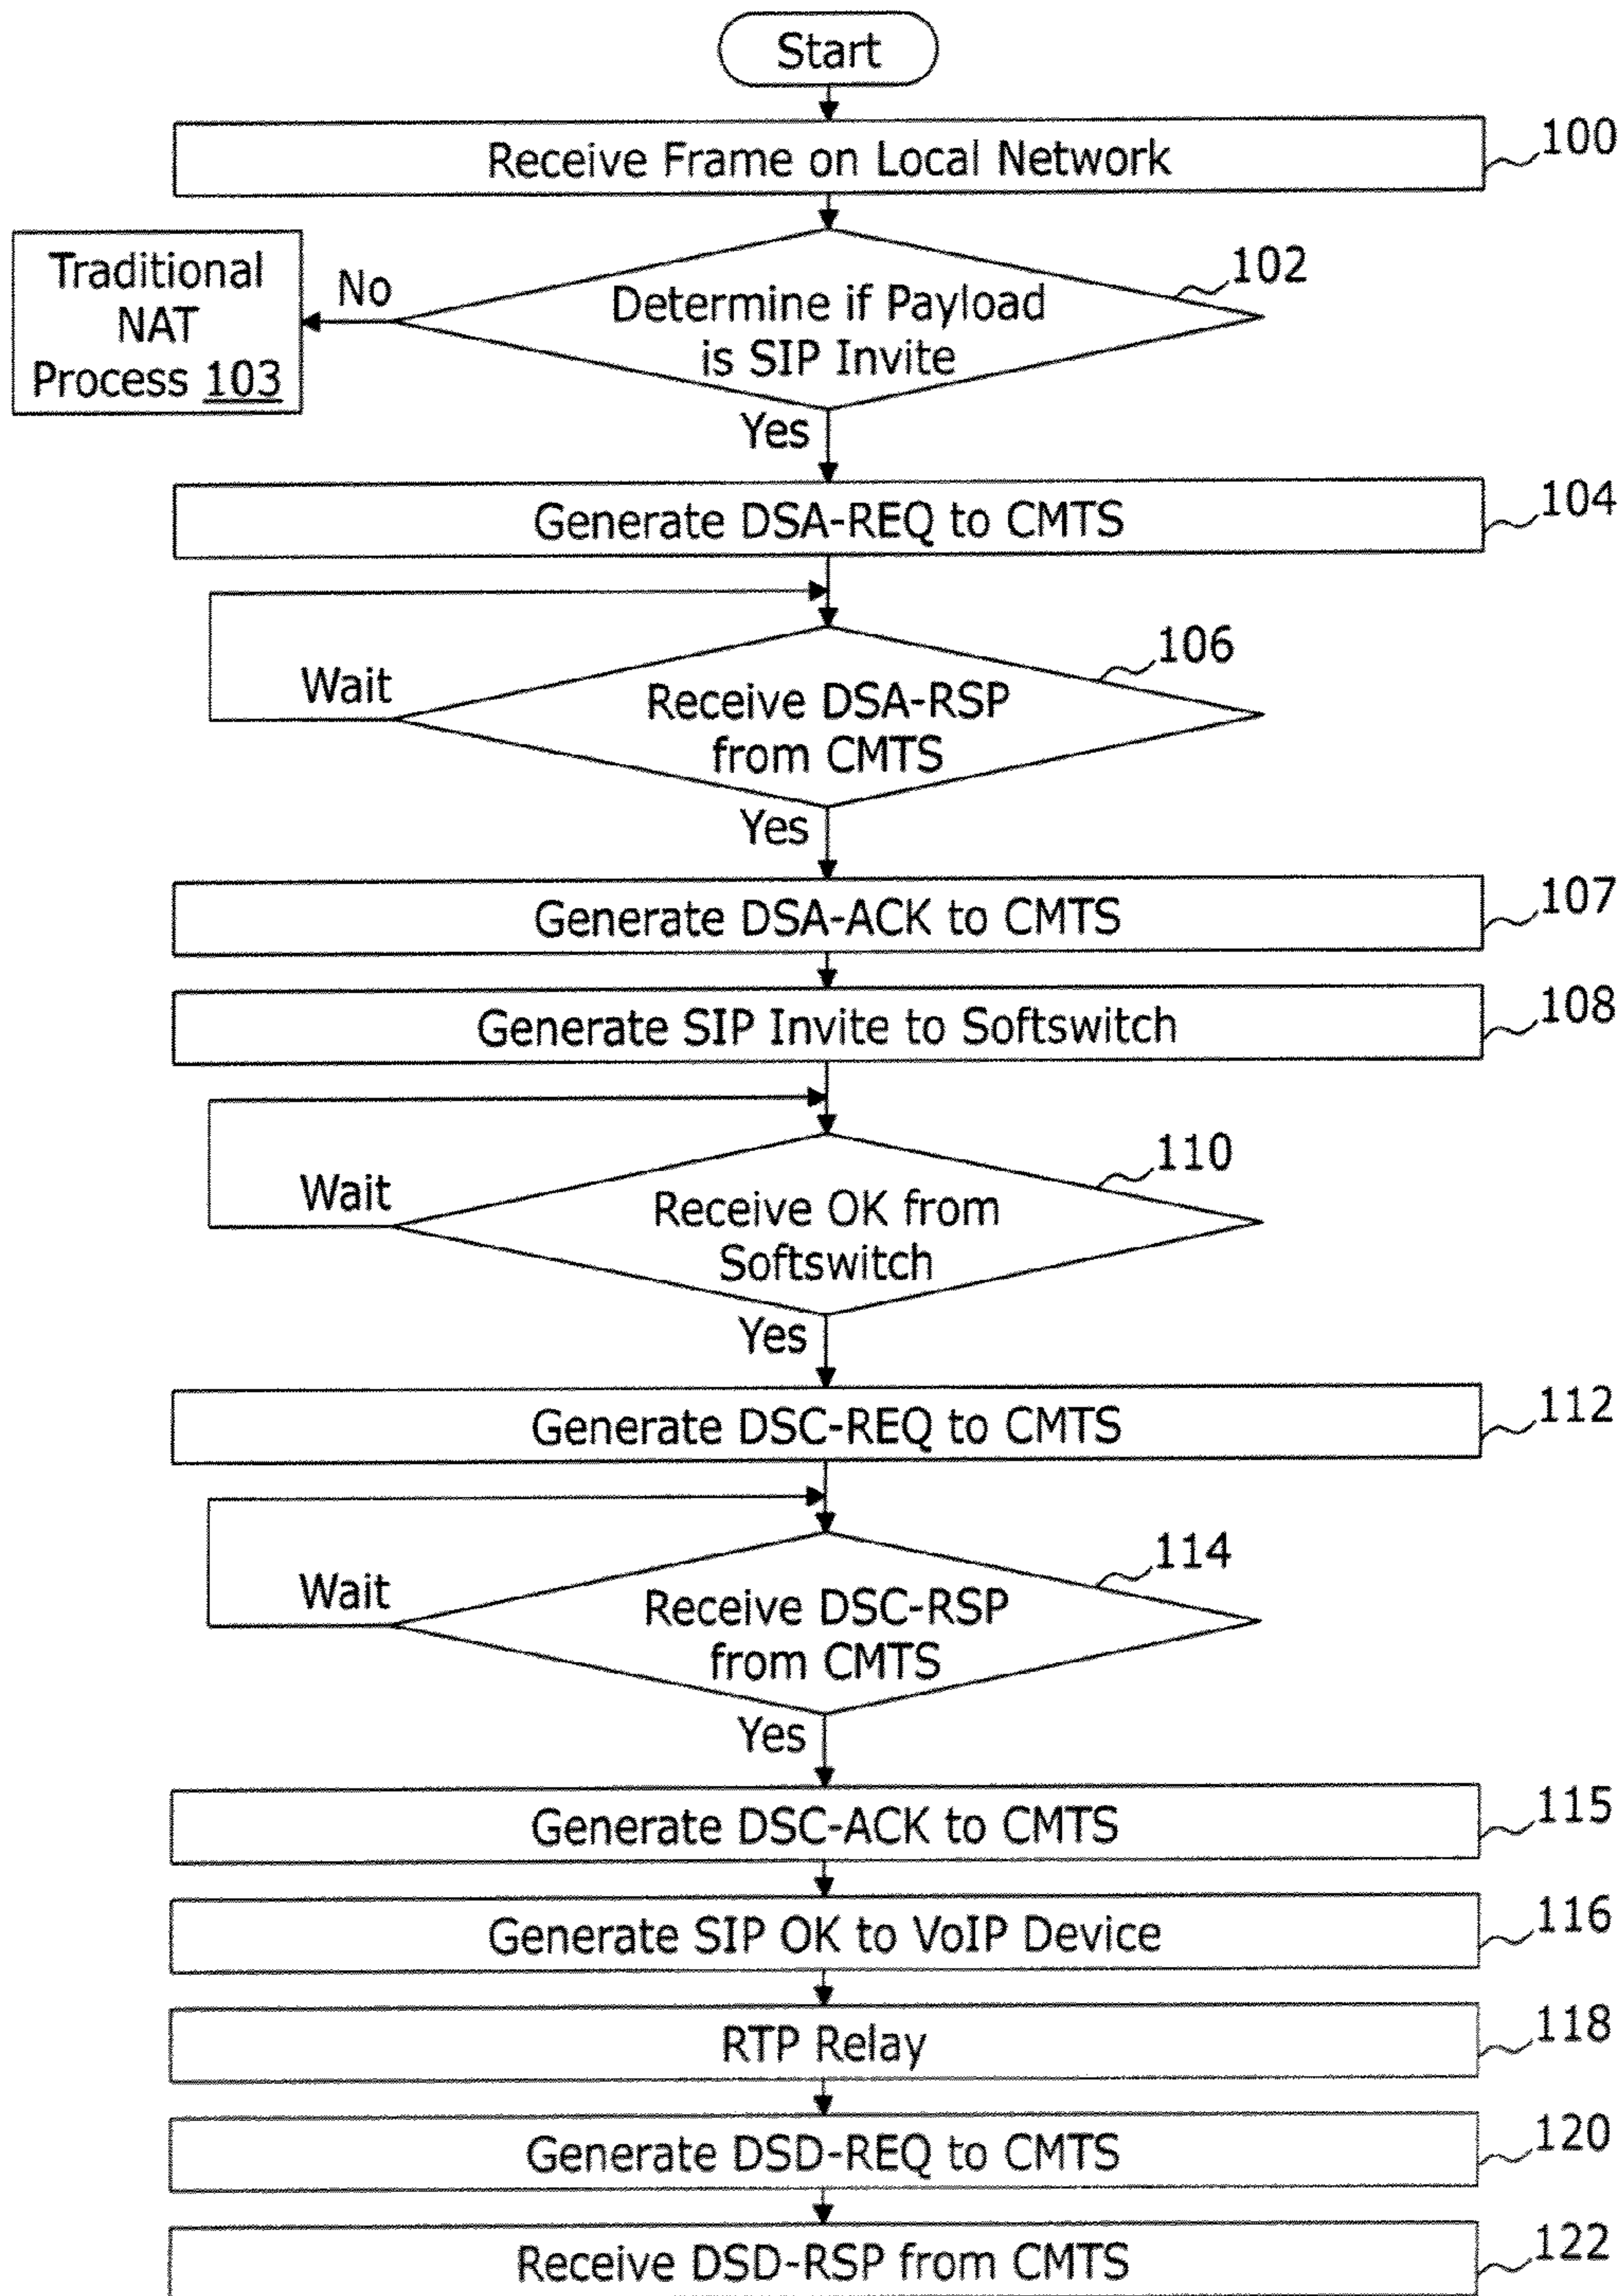 Start
Receive Frame on Local Network
100
Traditional
NAT
Process 103
No
Determine if Payload
is SIP Invite
102
Yes
Generate DSA-REQ to CMTS
104
Wait
Receive DSA-RSP
from CMTS
106
Yes
Generate DSA-ACK to CMTS
107
Generate SIP Invite to Softswitch
108
Wait
Receive OK from
Softswitch
110
Yes
Generate DSC-REQ to CMTS
112
Wait
Receive DSC-RSP
from CMTS
114
Yes
Generate DSC-ACK to CMTS
115
Generate SIP OK to VoIP Device
116
RTP Relay
118
Generate DSD-REQ to CMTS
120
Receive DSD-RSP from CMTS
122